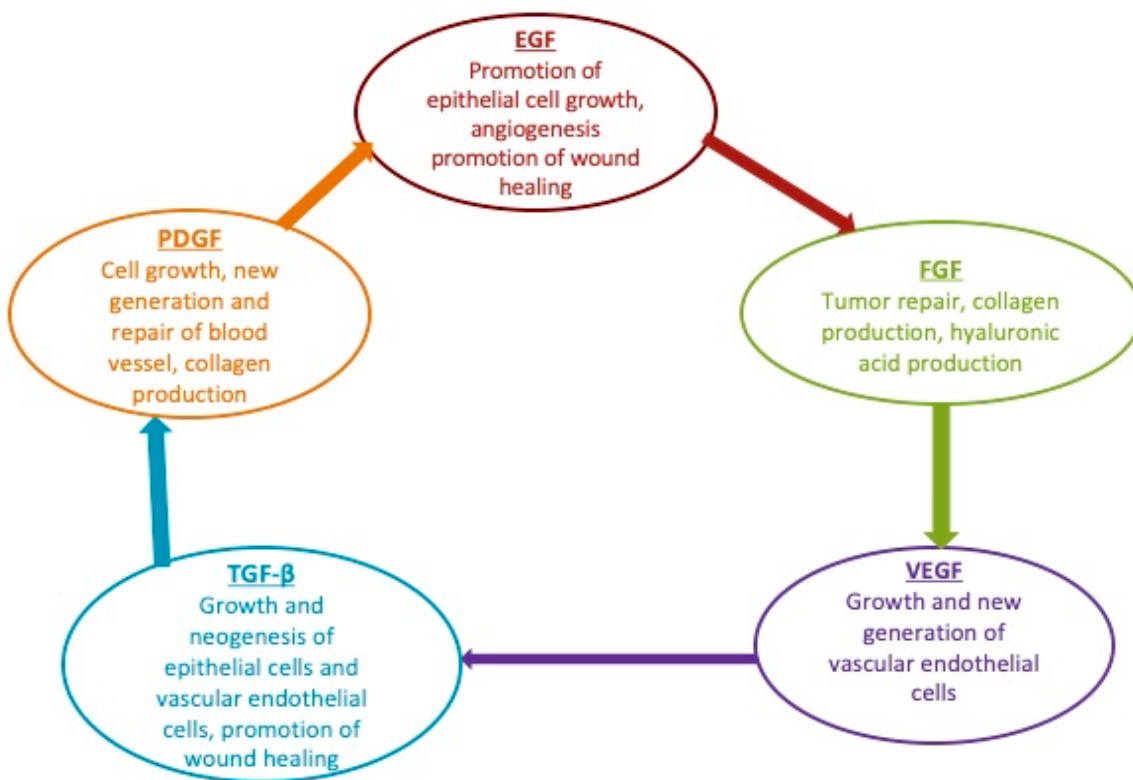 EGF
Promotion of
epithelial cell growth,
angiogenesis
promotion of wound
healing
PDGF
Cell growth, new
generation and
repair of blood
vessel, collagen
production
FGF
Tumor repair, collagen
production, hyaluronic
acid production
TGF-β
Growth and
neogenesis of
epithelial cells and
vascular endothelial
cells, promotion of
wound healing
VEGF
Growth and new
generation of
vascular endothelial
cells